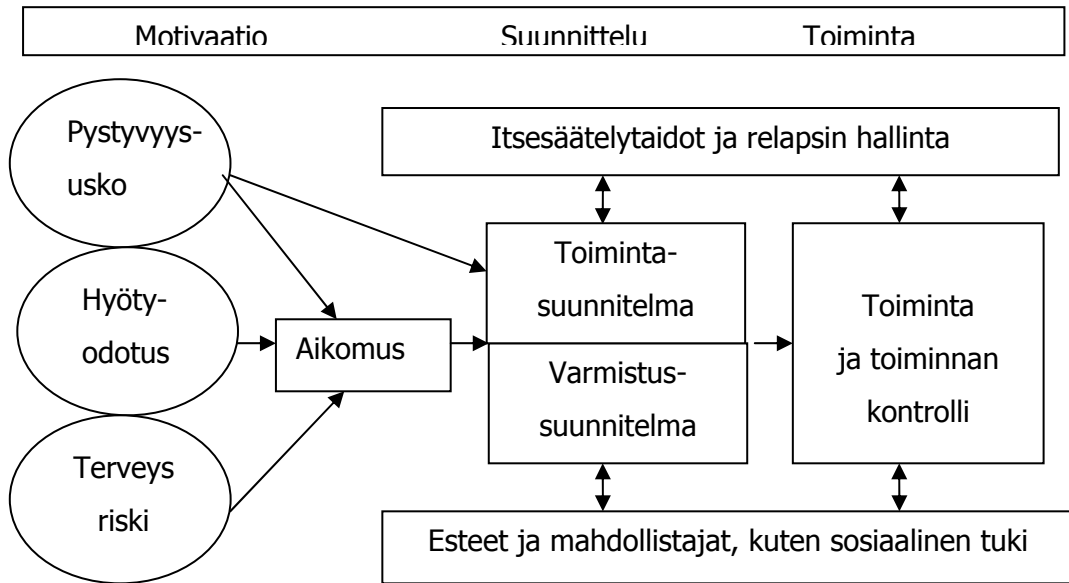 Motivaatio Suunnittelu Toiminta
Pystyvyys-
usko
Itsesäätelytaidot ja relapsin hallinta
Hyöty-
odotus
Aikomus
Toiminta-
suunnitelma
Varmistus-
suunnitelma
Toiminta
ja toiminnan
kontrolli
Terveys
riski
Esteet ja mahdollistajat, kuten sosiaalinen tuki